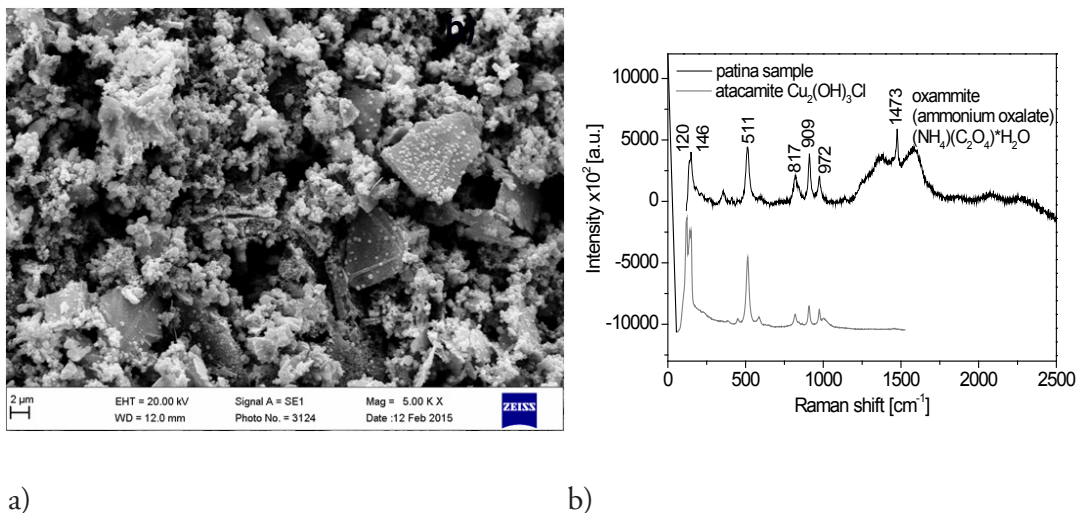 b)
2 µm
EHT = 20.00 kV Signal A = SE1 Mag = 5.00 K X
WD = 12.0 mm Photo No. = 3124 Date :12 Feb 2015
ZEISS
a)
patina sample
atacamite Cu₂(OH)₃Cl
oxammite
(ammonium oxalate)
(NH₄)(C₂O₄)*H₂O
120
146
511
817
909
972
1473
Intensity x10² [a.u.]
10000
5000
0
-5000
-10000
0 500 1000 1500 2000 2500
Raman shift [cm⁻¹]
b)